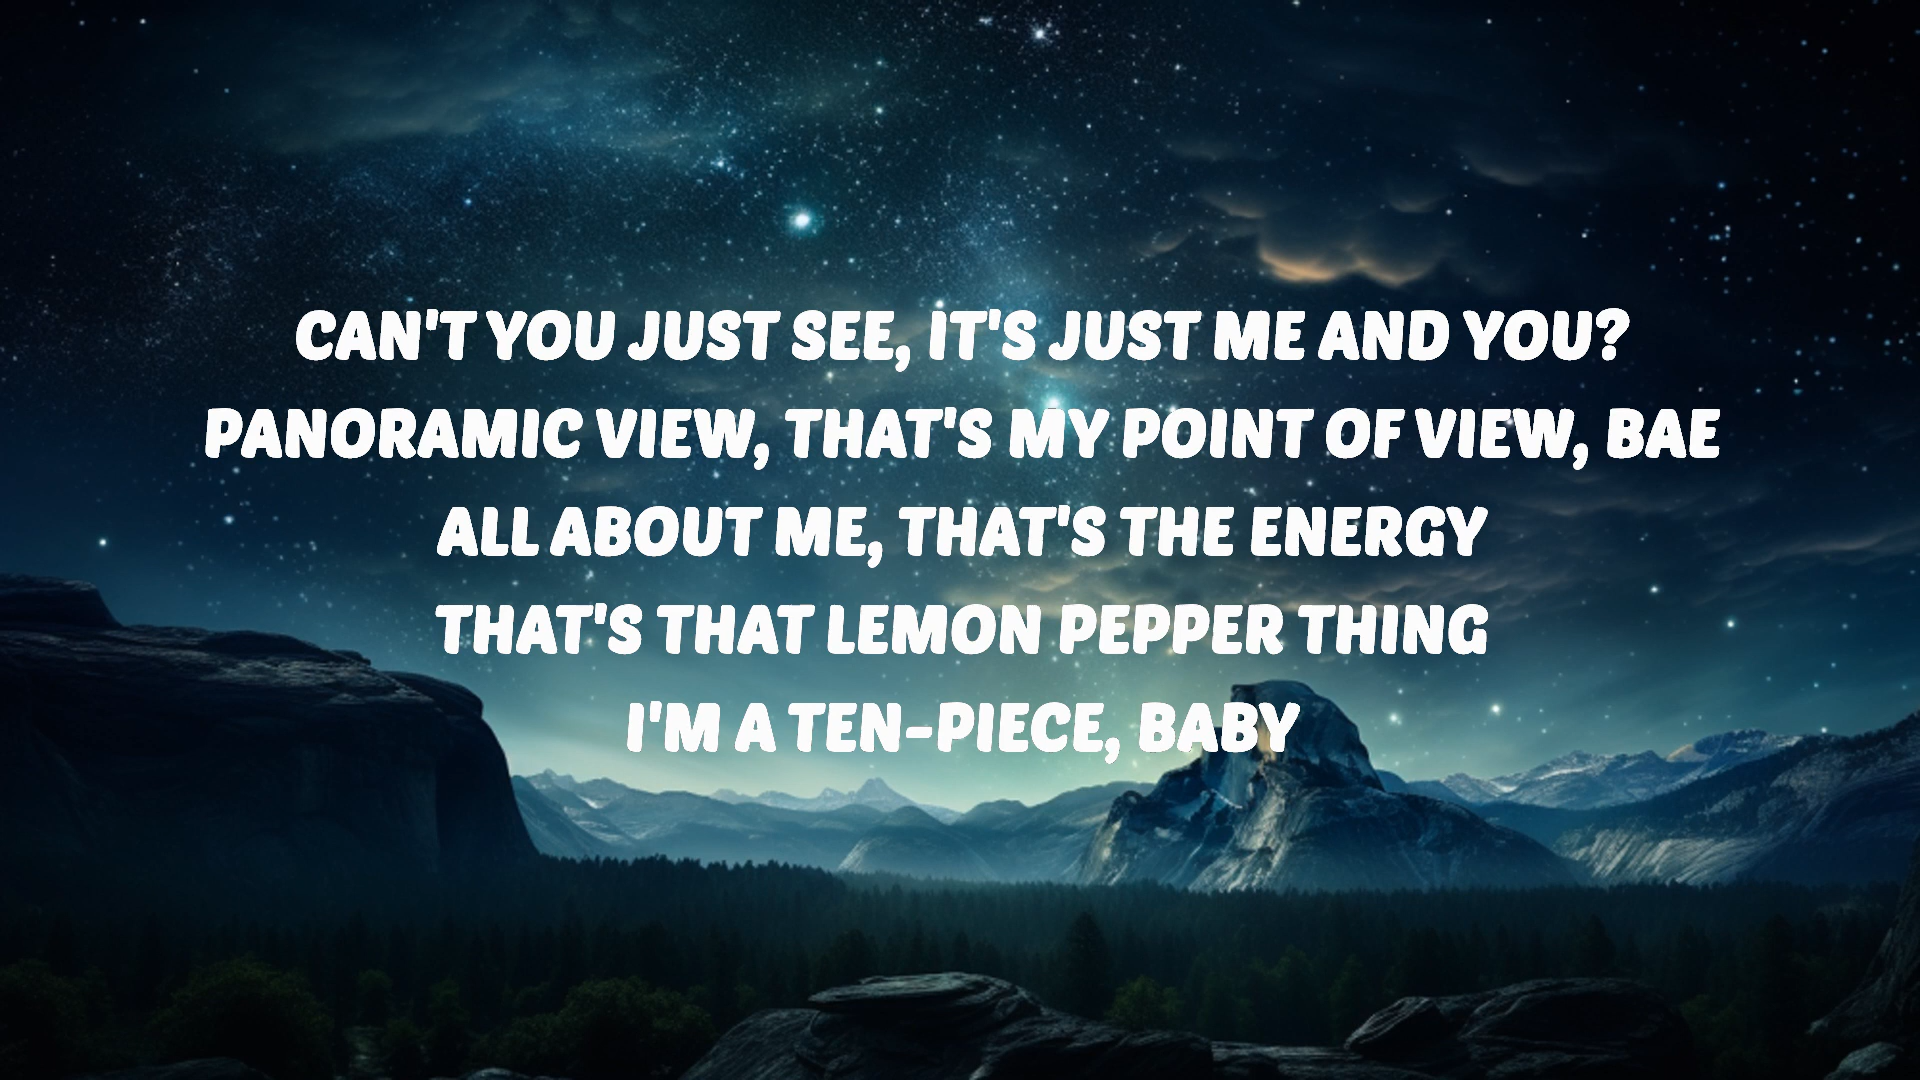 CAN'T YOU JUST SEE, IT'S JUST ME AND YOU?
PANORAMIC VIEW, THAT'S MY POINT OF VIEW, BAE
ALL ABOUT ME, THAT'S THE ENERGY
THAT'S THAT LEMON PEPPER THING
I'M A TEN-PIECE, BABY